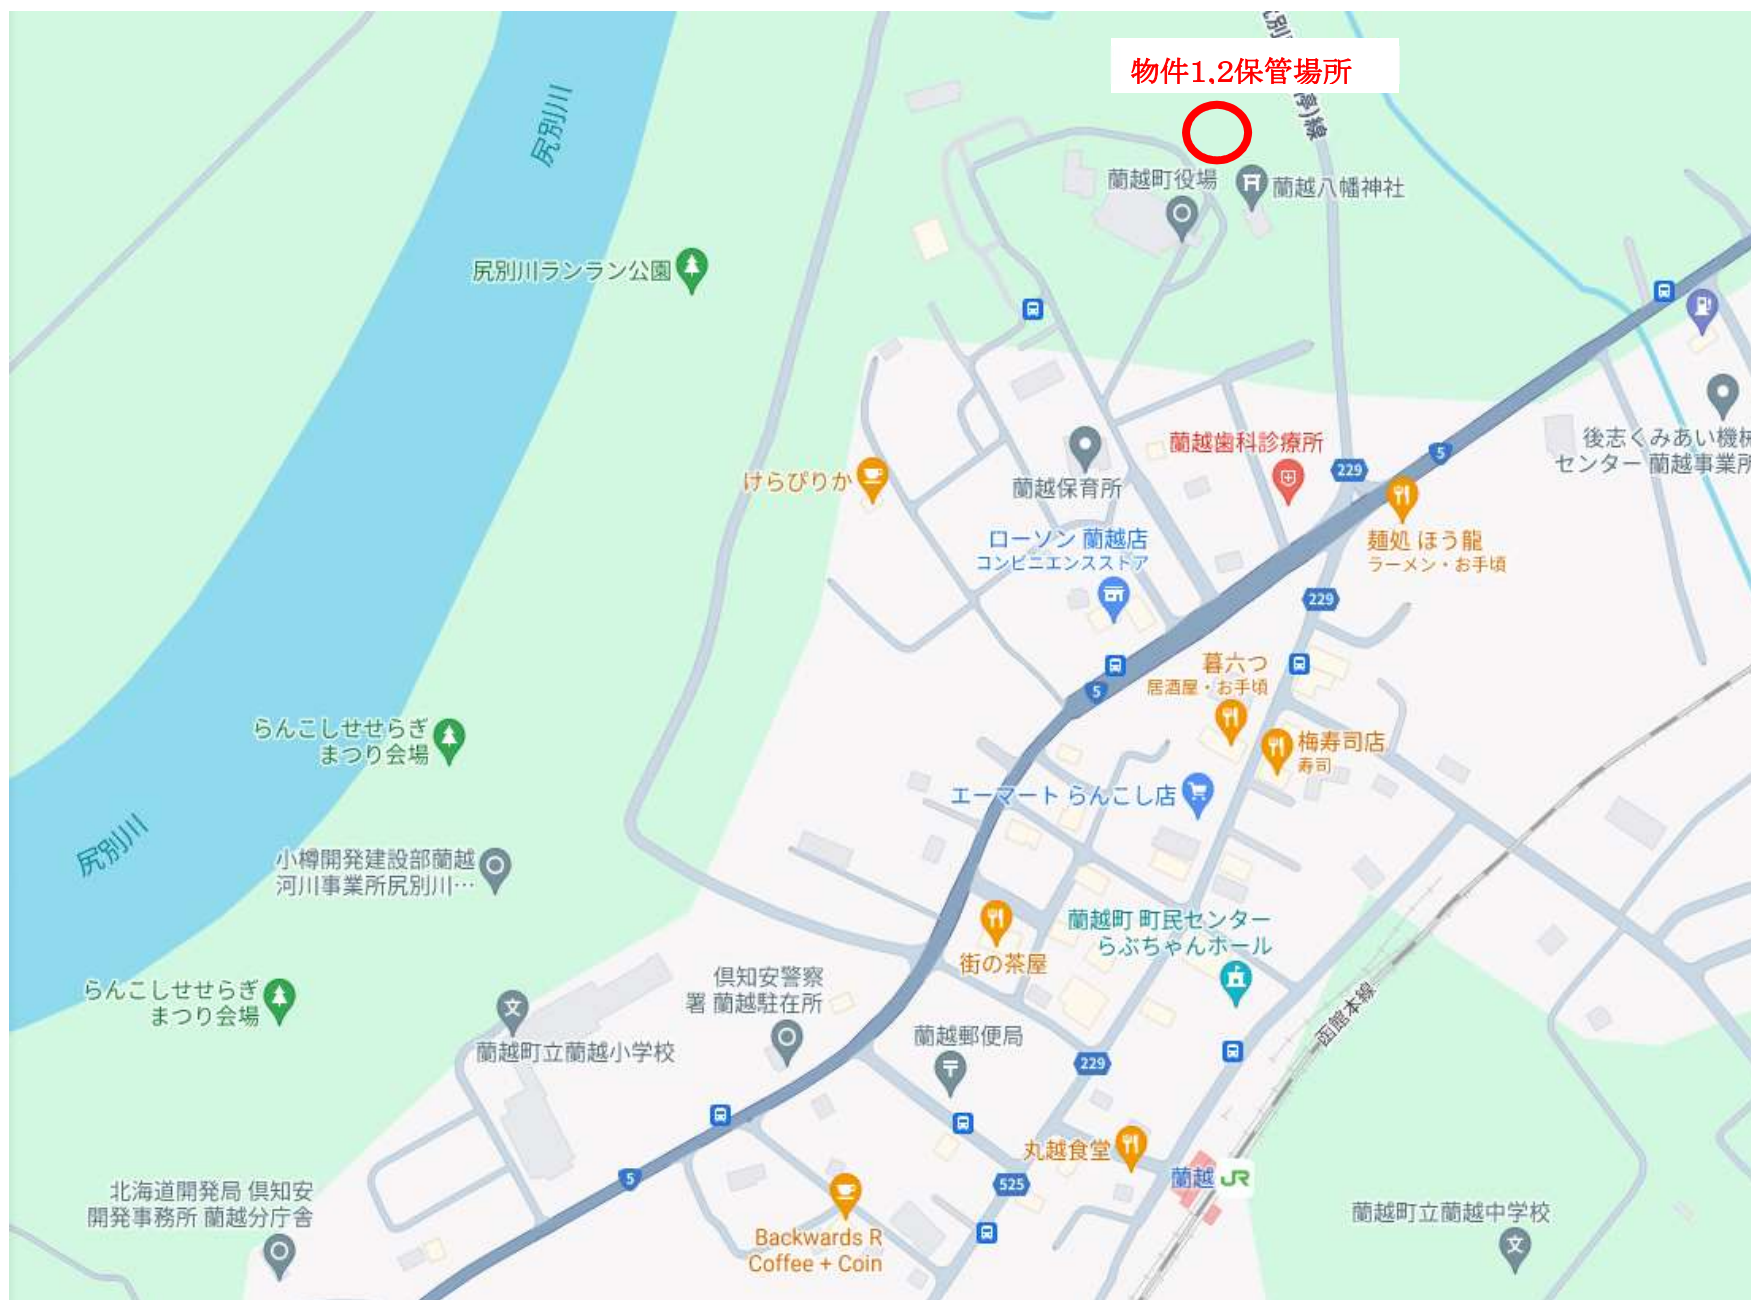 物件1,2保管場所
尻別
停)線
尻別川
蘭越町役場
蘭越八幡神社
尻別川ランラン公園
後志くみあい機械
センター 蘭越事業所
蘭越歯科診療所
5
229
けらぴりか
蘭越保育所
ローソン 蘭越店
コンビニエンスストア
麺処 ほう龍
ラーメン・お手頃
229
暮六つ
居酒屋・お手頃
5
らんこしせせらぎ
まつり会場
梅寿司店
寿司
エーマート らんこし店
尻別川
小樽開発建設部蘭越
河川事業所尻別川…
蘭越町 町民センター
らぶちゃんホール
街の茶屋
倶知安警察
署 蘭越駐在所
らんこしせせらぎ
まつり会場
文
蘭越町立蘭越小学校
函館本線
蘭越郵便局
229
丸越食堂
蘭越 JR
5
525
北海道開発局 倶知安
開発事務所 蘭越分庁舎
Backwards R
Coffee + Coin
蘭越町立蘭越中学校
文